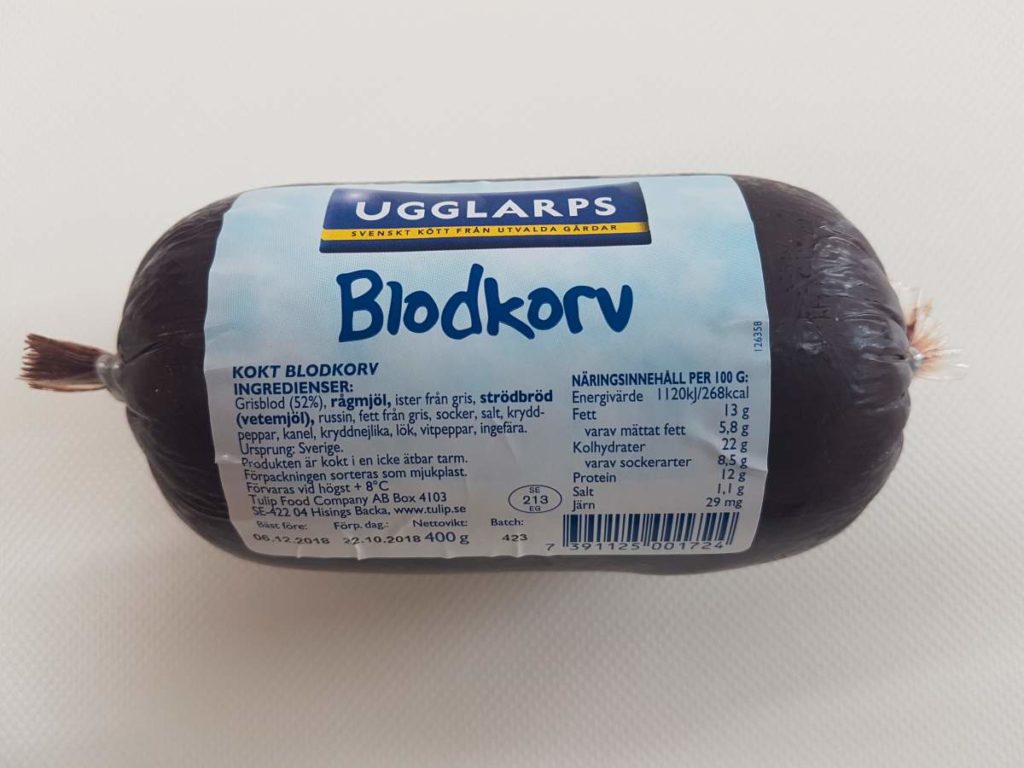 UGGLARPS
SVENSKT KÖTT FRÅN UTVALDA GÅRDAR
Blodkorv
126358
KOKT BLODKORV
INGREDIENSER:
Grisblod (52%), rågmjöl, ister från gris, strödbröd
(vetemjöl), russin, fett från gris, socker, salt, krydd-
peppar, kanel, kryddnejlika, lök, vitpeppar, ingefära.
Ursprung: Sverige.
Produkten är kokt i en icke ätbar tarm.
Förpackningen sorteras som mjukplast.
Förvaras vid högst + 8°C
Tulip Food Company AB Box 4103
SE-422 04 Hisings Backa, www.tulip.se
Bäst före: Förp. dag.: Nettovikt: Batch:
06.12.2018 22.10.2018 400 g 423
SE
213
EG
NÄRINGSINNEHÅLL PER 100 G:
Energivärde 1120kJ/268kcal
Fett 13 g
varav mättat fett 5,8 g
Kolhydrater 22 g
varav sockerarter 8,5 g
Protein 12 g
Salt 1,1 g
Järn 29 mg
7 391125 001724